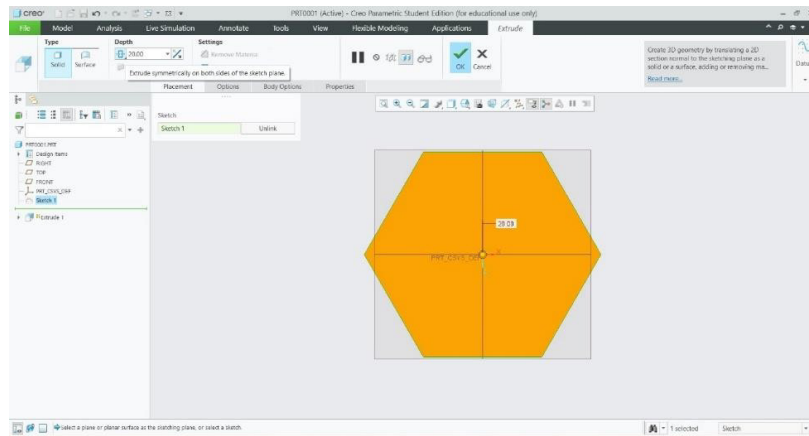 creo
PRT0001 (Active) - Creo Parametric Student Edition (for educational use only)
File Model Analysis Live Simulation Annotate Tools View Flexible Modeling Applications Extrude
Type Depth Settings
Solid Surface
20.00
Remove Material
OK Cancel
Extrude symmetrically on both sides of the sketch plane.
Create 3D geometry by translating a 2D
section normal to the sketching plane as a
solid or a surface, adding or removing ma...
Read more...
Placement Options Body Options Properties
Sketch
Sketch 1 Unlink
PRT0001.PRT
Design Items
RIGHT
TOP
FRONT
PRT_CSYS_DEF
Sketch 1
Extrude 1
20.00
PRT_CSYS_DEF
Select a plane or planar surface as the sketching plane, or select a sketch.
1 selected Sketch